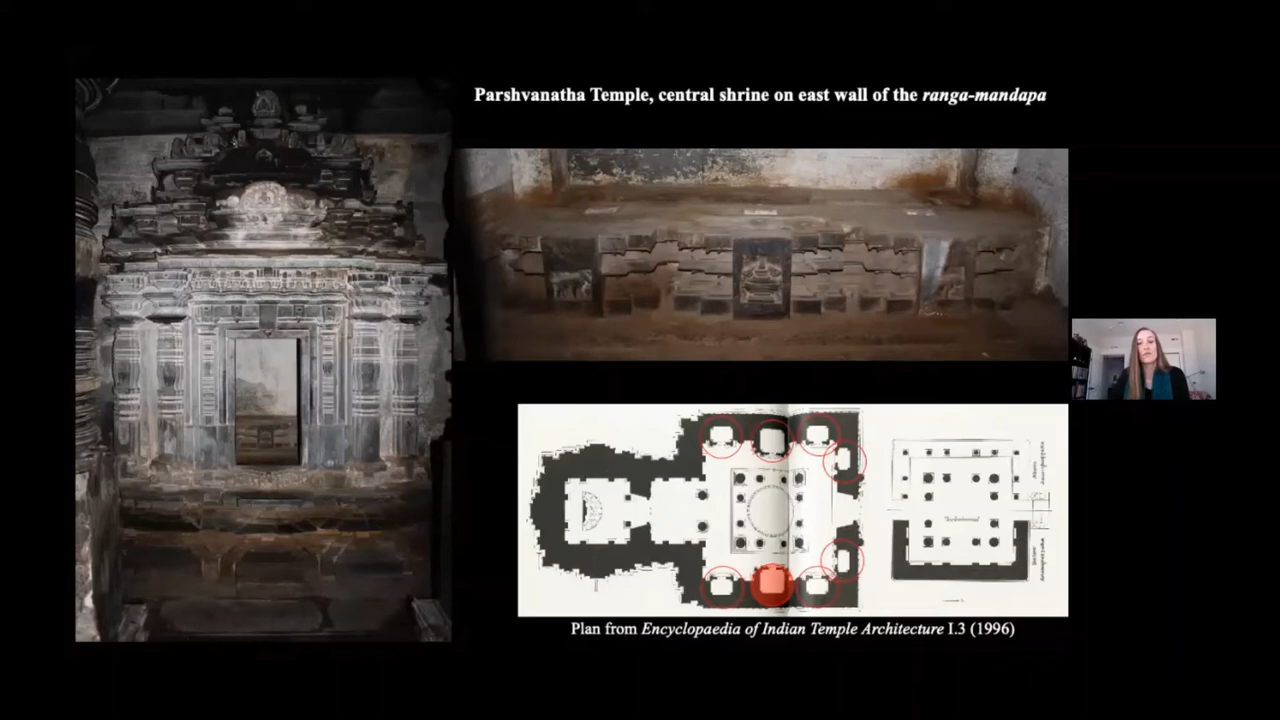 Parshvanatha Temple, central shrine on east wall of the ranga-mandapa
Plan from Encyclopaedia of Indian Temple Architecture I.3 (1996)